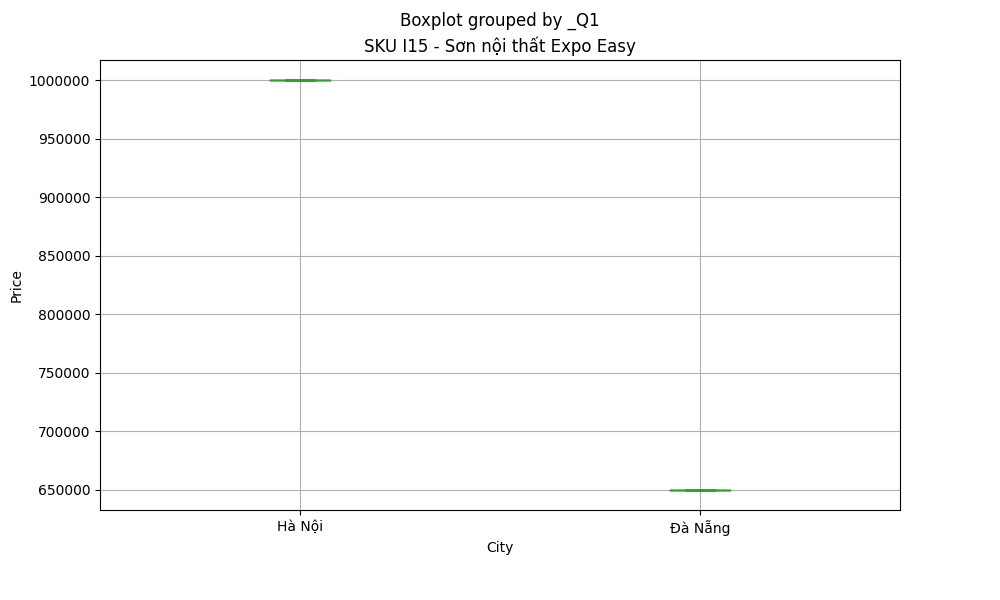 Boxplot grouped by _Q1
SKU I15 - Sơn nội thất Expo Easy
1000000
950000
900000
850000
800000
750000
700000
650000
Price
Hà Nội
Đà Nẵng
City